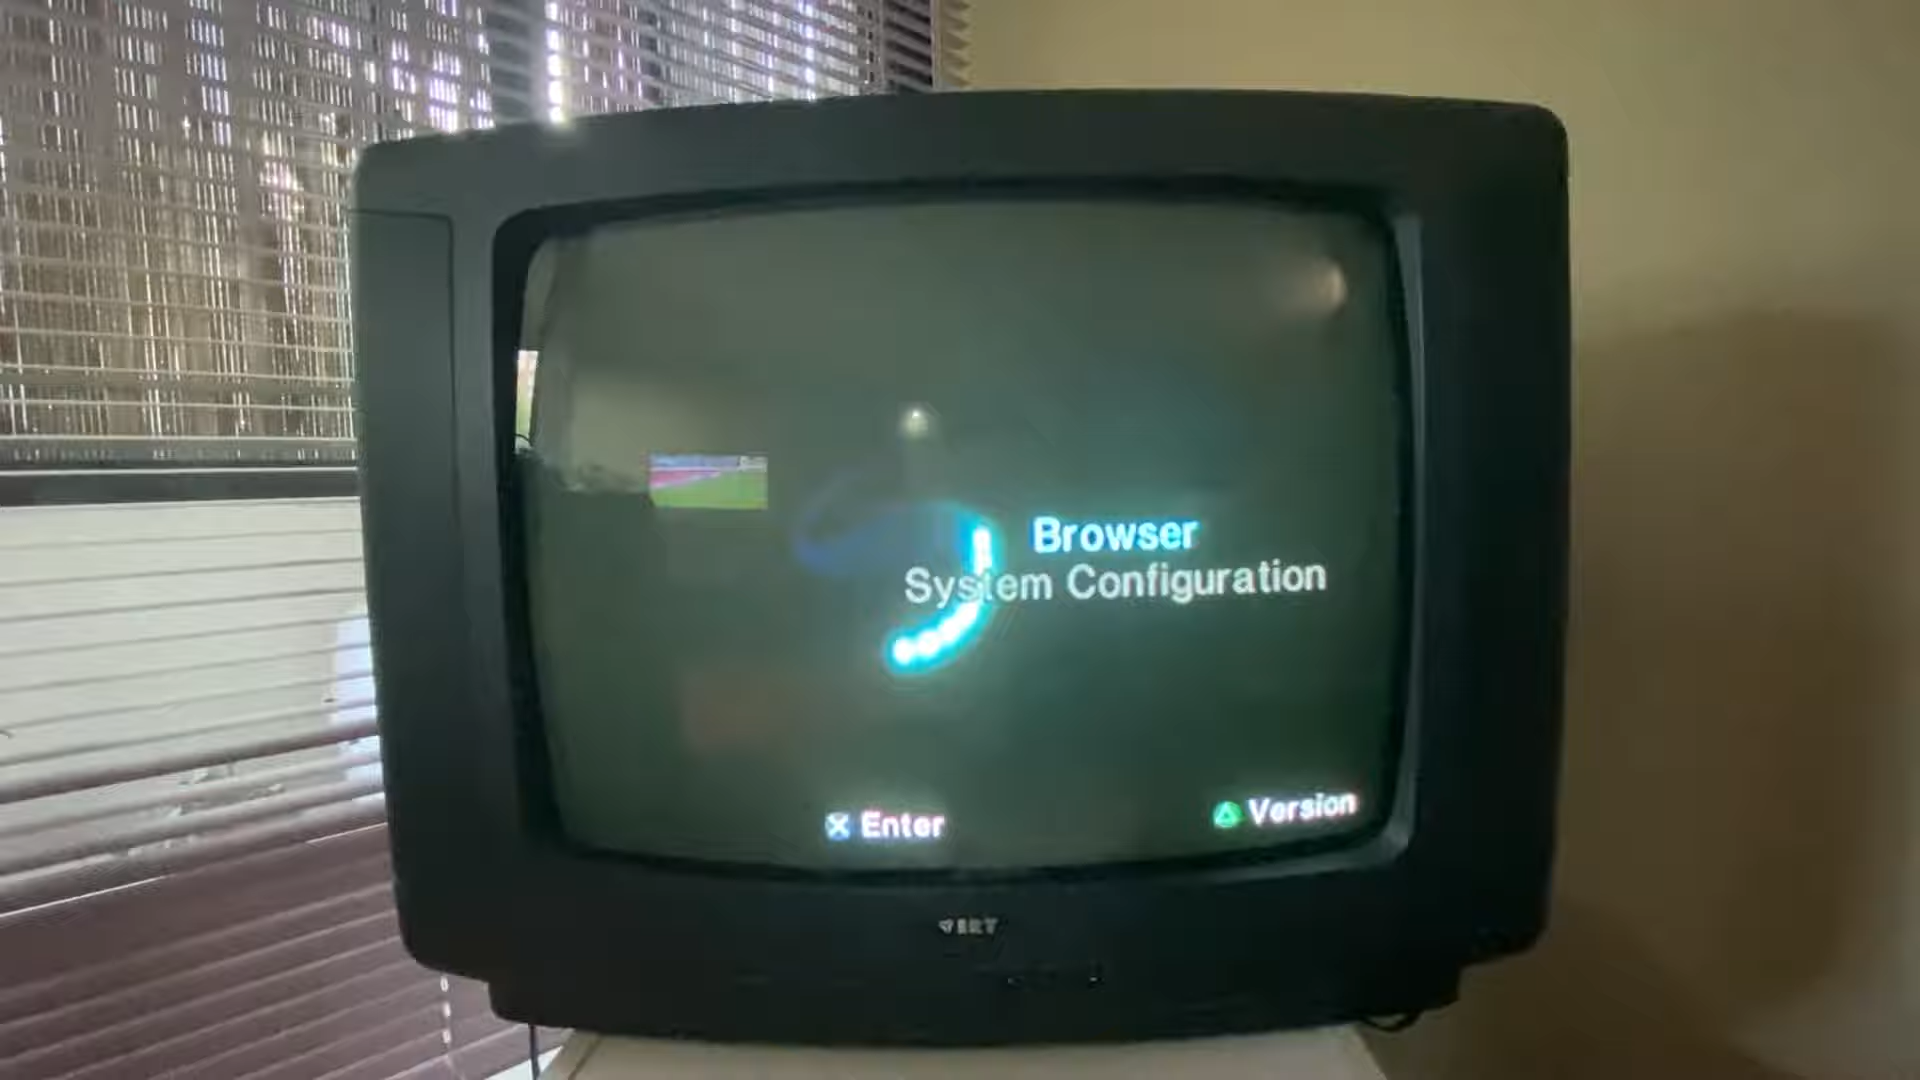 Browser
System Configuration
Enter
Version